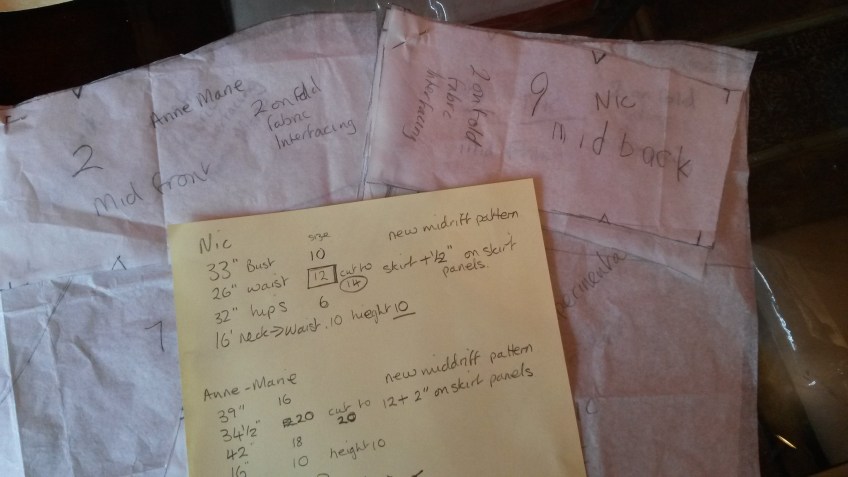 2
Mid front
Anne Marie
2 on fold
fabric
Interfacing
2 on fold
fabric
Interfacing
9 Nic
mid back
7
Nic size new midriff pattern
33" Bust 10
26" waist 12 cut to 14 skirt + 1/2" on skirt panels.
32" hips 6
16" neck → waist. 10 hieght 10
Anne-Marie new middriff pattern
39" 16
34 1/2" 20 cut to 20 12 + 2" on skirt panels
42" 18
16" 10 height 10